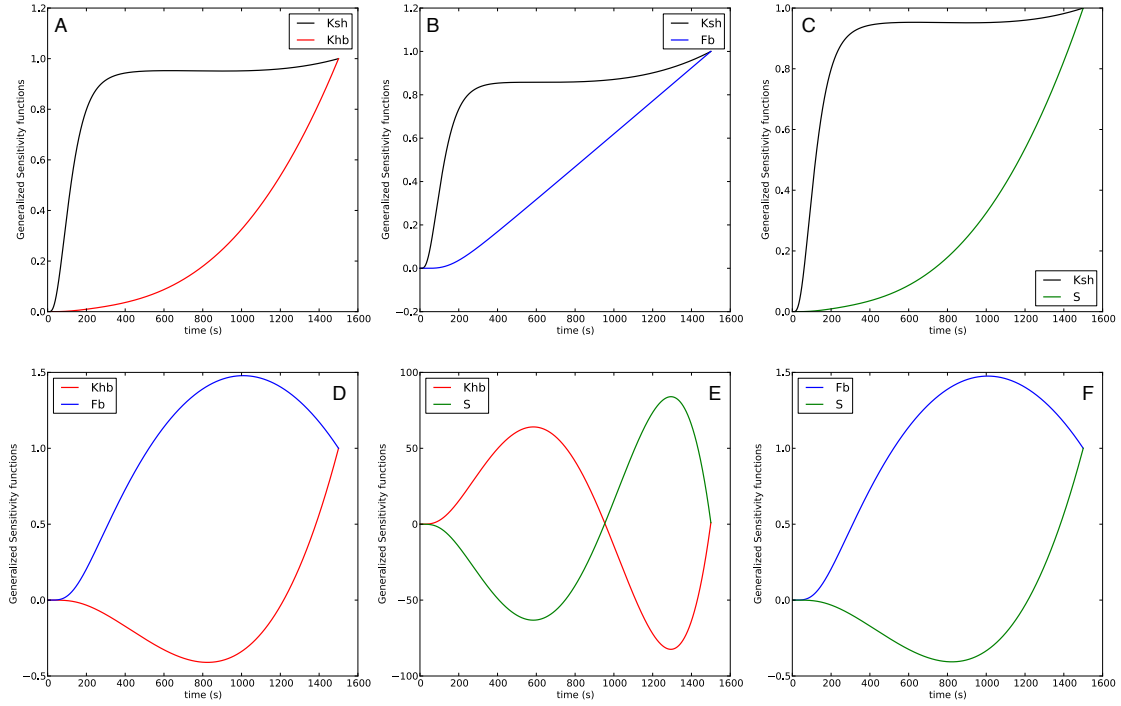 A
Ksh
Khb
Generalized Sensitivity functions
1.2
1.0
0.8
0.6
0.4
0.2
0.0
0 200 400 600 800 1000 1200 1400 1600
time (s)
B
Ksh
Fb
Generalized Sensitivity functions
1.2
1.0
0.8
0.6
0.4
0.2
0.0
−0.2
0 200 400 600 800 1000 1200 1400 1600
time (s)
C
Ksh
S
Generalized Sensitivity functions
1.0
0.8
0.6
0.4
0.2
0.0
0 200 400 600 800 1000 1200 1400 1600
time (s)
D
Khb
Fb
Generalized Sensitivity functions
1.5
1.0
0.5
0.0
−0.5
0 200 400 600 800 1000 1200 1400 1600
time (s)
E
Khb
S
Generalized Sensitivity functions
100
50
0
−50
−100
0 200 400 600 800 1000 1200 1400 1600
time (s)
F
Fb
S
Generalized Sensitivity functions
1.5
1.0
0.5
0.0
−0.5
0 200 400 600 800 1000 1200 1400 1600
time (s)